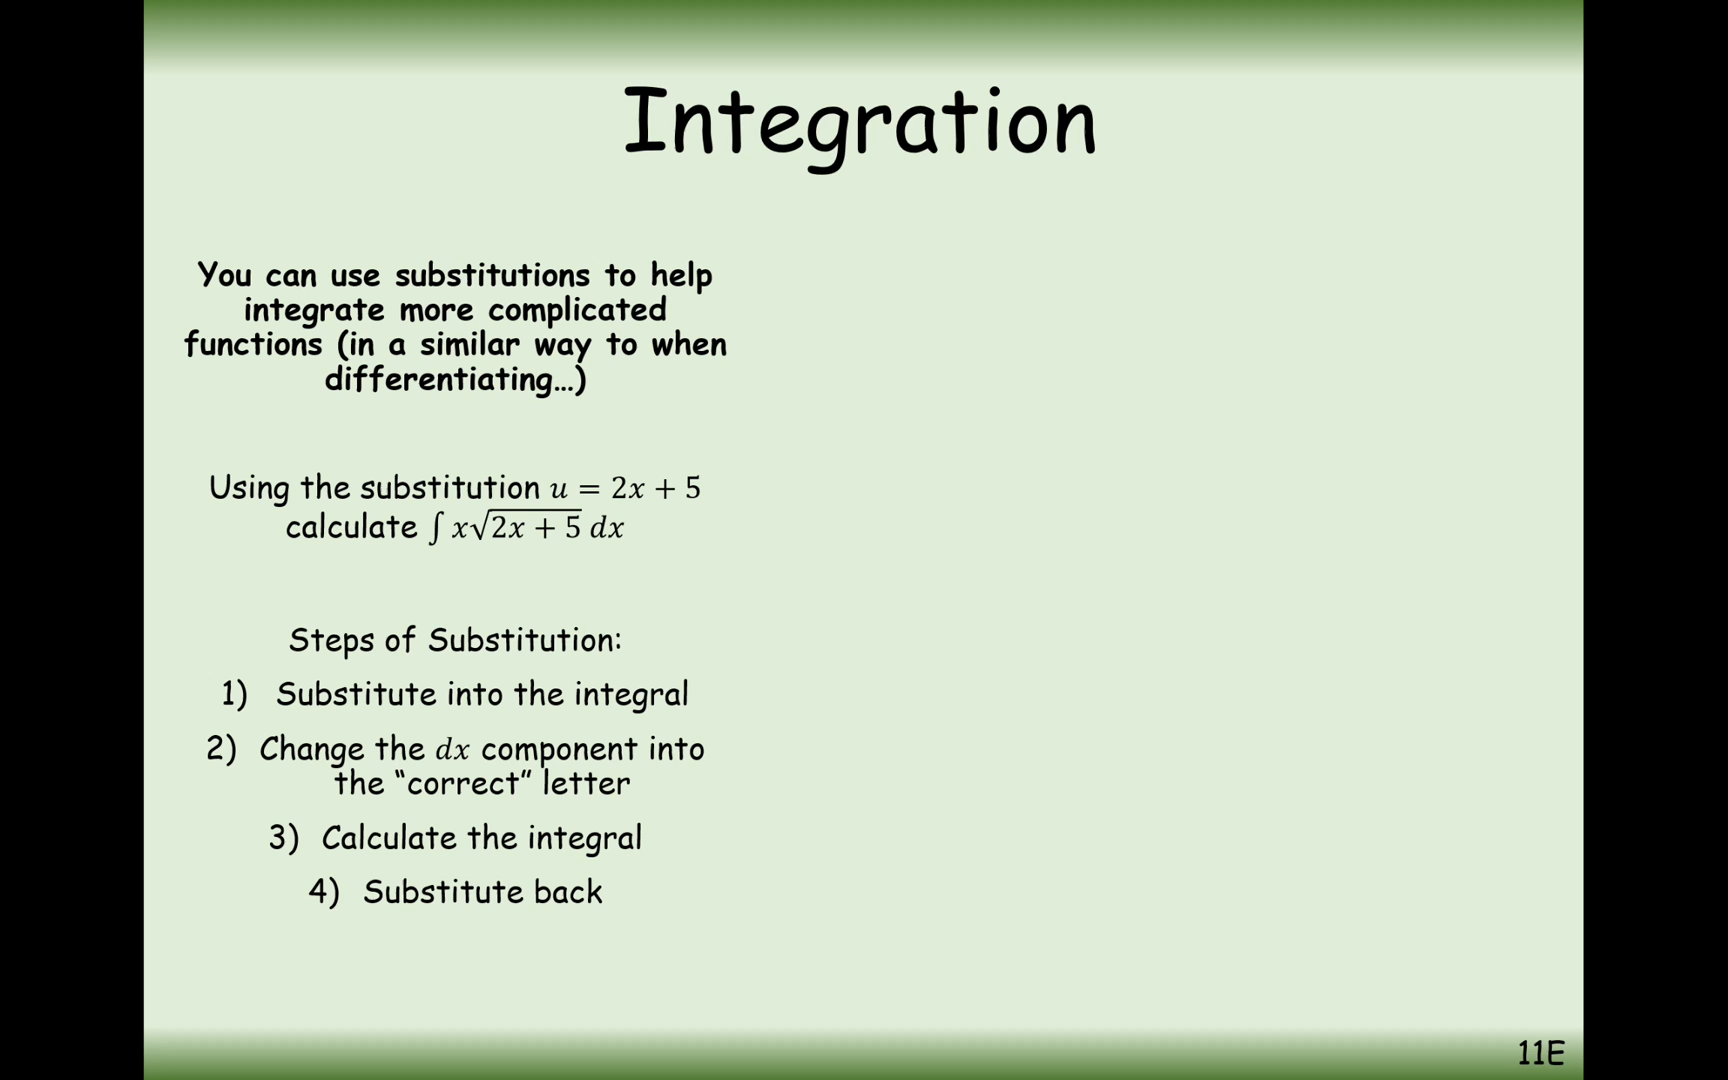 Integration
You can use substitutions to help
integrate more complicated
functions (in a similar way to when
differentiating…)
Using the substitution 𝑢 = 2𝑥 + 5
calculate ∫ 𝑥√(2𝑥 + 5) 𝑑𝑥
Steps of Substitution:
1) Substitute into the integral
2) Change the 𝑑𝑥 component into
the “correct” letter
3) Calculate the integral
4) Substitute back
11E